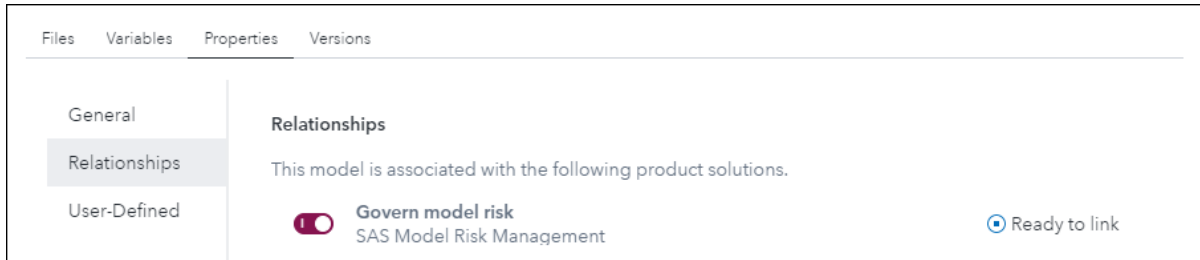 Files Variables Properties Versions
General
Relationships
User-Defined
Relationships
This model is associated with the following product solutions.
Govern model risk
SAS Model Risk Management
Ready to link